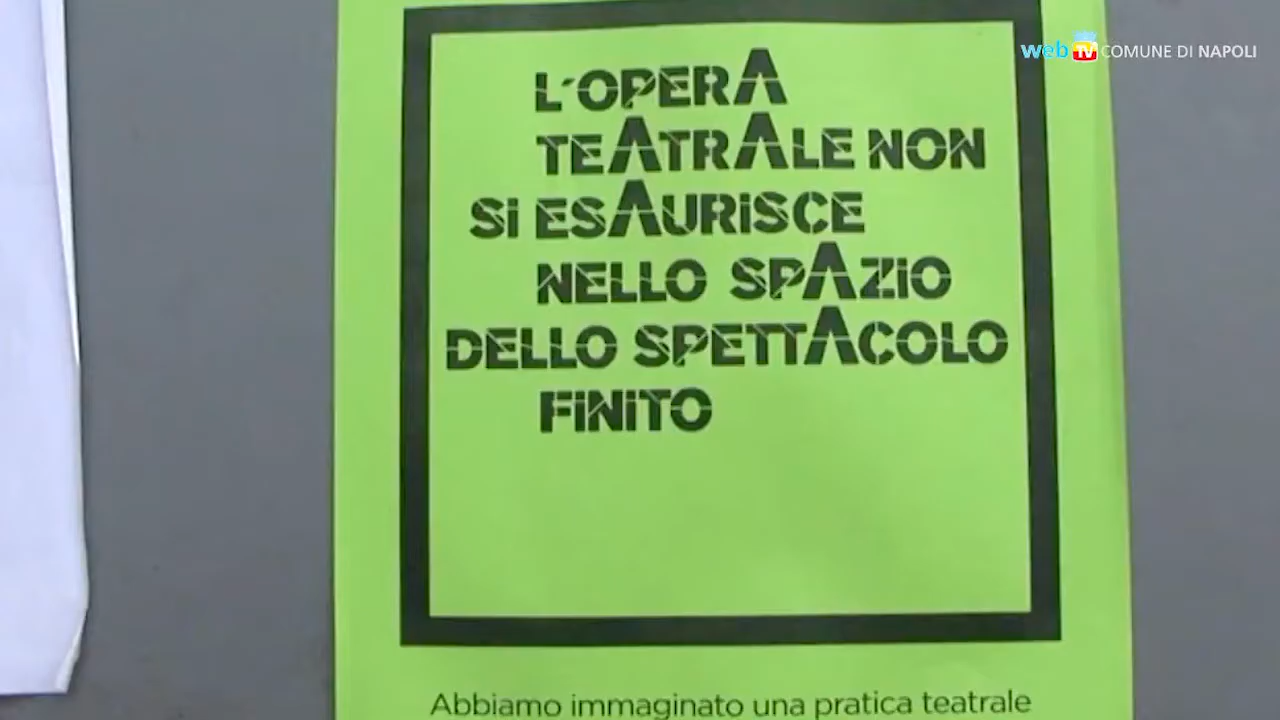 web TV COMUNE DI NAPOLI
L'OPERA
TEATRALE NON
Si ESAURiSCE
NELLO SPAZiO
DELLO SPETTACOLO
FiNiTO
Abbiamo immaginato una pratica teatrale